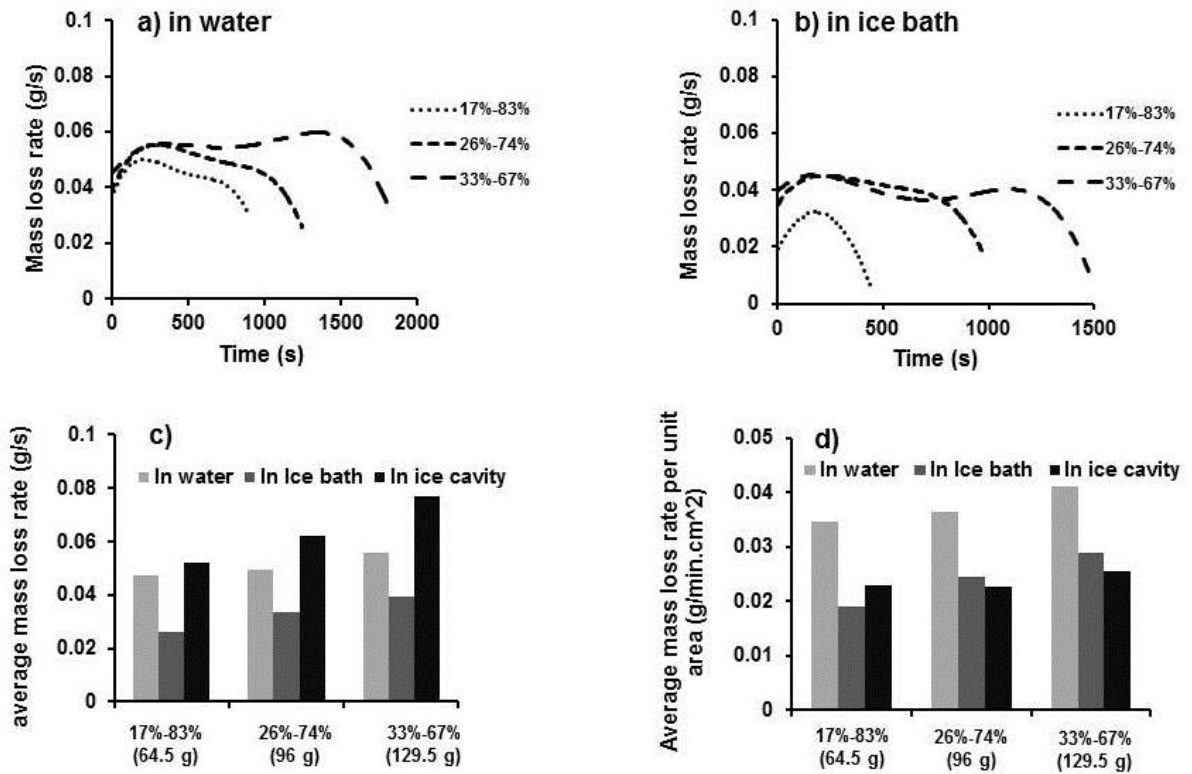 a) in water
Mass loss rate (g/s)
0.1
0.08
0.06
0.04
0.02
0
0 500 1000 1500 2000
Time (s)
17%-83%
26%-74%
33%-67%
b) in ice bath
Mass loss rate (g/s)
0.1
0.08
0.06
0.04
0.02
0
0 500 1000 1500
Time (s)
17%-83%
26%-74%
33%-67%
c)
average mass loss rate (g/s)
0.1
0.08
0.06
0.04
0.02
0
In water In Ice bath In ice cavity
17%-83% 26%-74% 33%-67%
(64.5 g) (96 g) (129.5 g)
d)
Average mass loss rate per unit
area (g/min.cm^2)
0.05
0.04
0.03
0.02
0.01
0
In water In Ice bath In ice cavity
17%-83% 26%-74% 33%-67%
(64.5 g) (96 g) (129.5 g)